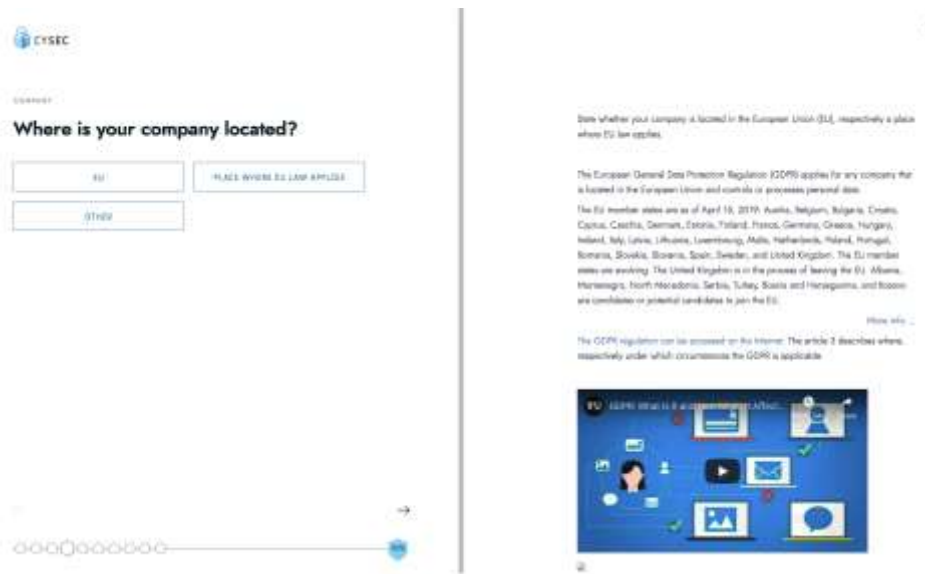 CYSEC
COMPANY
Where is your company located?
EU
PLACE WHERE EU LAW APPLIES
OTHER
State whether your company is located in the European Union (EU), respectively a place
where EU law applies.
The European General Data Protection Regulation (GDPR) applies for any company that
is located in the European Union and controls or processes personal data.
The EU member states are as of April 15, 2019: Austria, Belgium, Bulgaria, Croatia,
Cyprus, Czechia, Denmark, Estonia, Finland, France, Germany, Greece, Hungary,
Ireland, Italy, Latvia, Lithuania, Luxembourg, Malta, Netherlands, Poland, Portugal,
Romania, Slovakia, Slovenia, Spain, Sweden, and United Kingdom. The EU member
states are evolving. The United Kingdom is in the process of leaving the EU. Albania,
Montenegro, North Macedonia, Serbia, Turkey, Bosnia and Herzegovina, and Kosovo
are candidates or potential candidates to join the EU.
More info ...
The GDPR regulation can be accessed on the Internet. The article 3 describes where,
respectively under which circumstances the GDPR is applicable.
GDPR: What Is It and